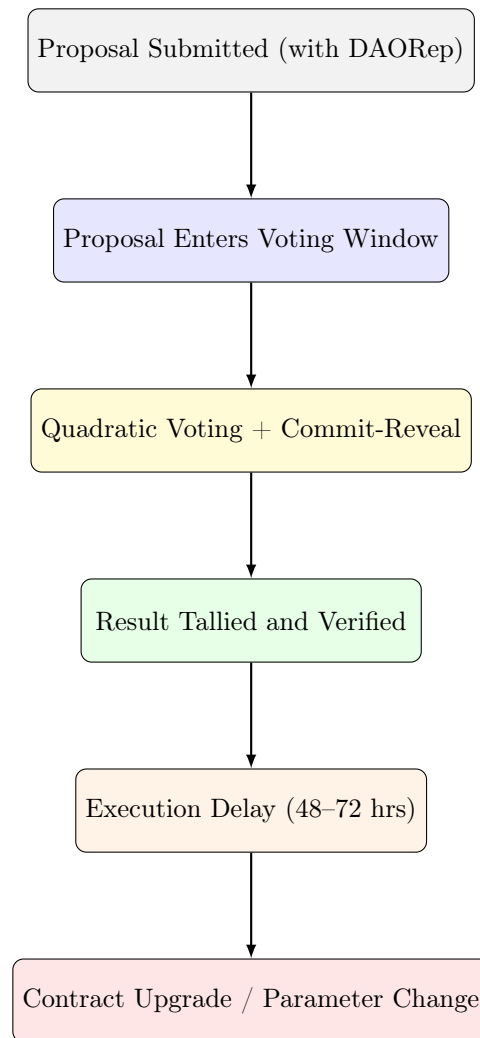 Proposal Submitted (with DAORep)
Proposal Enters Voting Window
Quadratic Voting + Commit-Reveal
Result Tallied and Verified
Execution Delay (48–72 hrs)
Contract Upgrade / Parameter Change